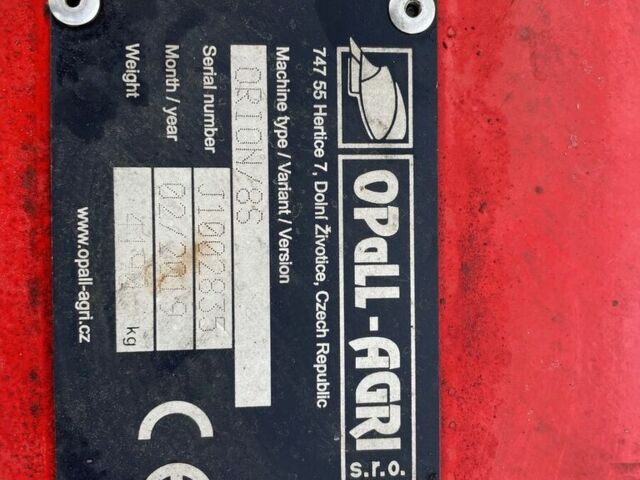 OPaLL-AGRI s.r.o.
747 55 Hertice 7, Dolní Životice, Czech Republic
Machine type / Variant / Version
ORION/8S
Serial number J1002835
Month / year 02/2019
Weight kg
www.opall-agri.cz
CE